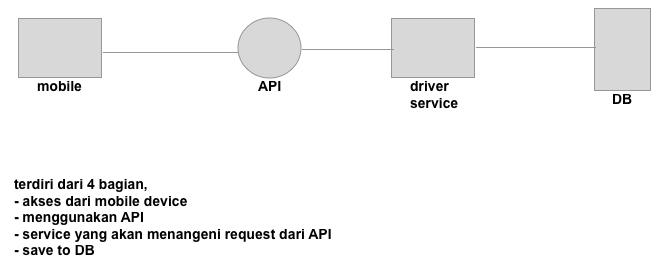 mobile
API
driver
service
DB
terdiri dari 4 bagian,
- akses dari mobile device
- menggunakan API
- service yang akan menangeni request dari API
- save to DB